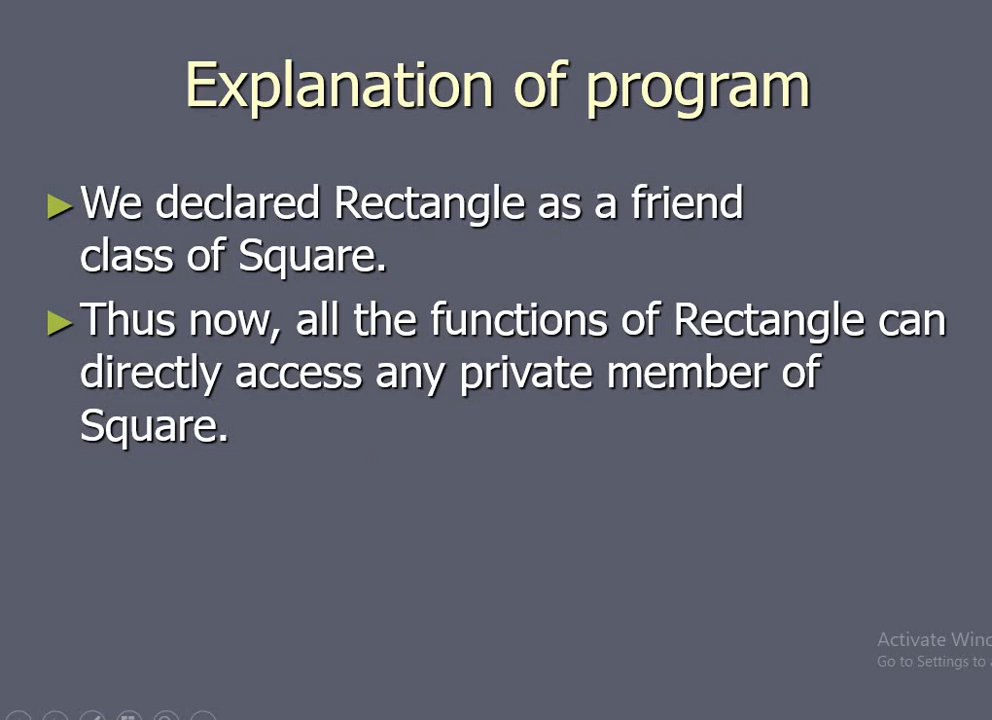 Explanation of program
►We declared Rectangle as a friend
class of Square.
►Thus now, all the functions of Rectangle can
directly access any private member of
Square.
Activate
Go to Settings to